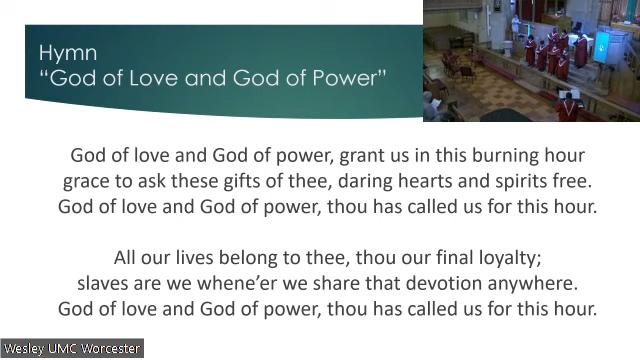 Hymn
“God of Love and God of Power”
God of love and God of power, grant us in this burning hour
grace to ask these gifts of thee, daring hearts and spirits free.
God of love and God of power, thou has called us for this hour.
All our lives belong to thee, thou our final loyalty;
slaves are we whene’er we share that devotion anywhere.
God of love and God of power, thou has called us for this hour.
Wesley UMC Worcester